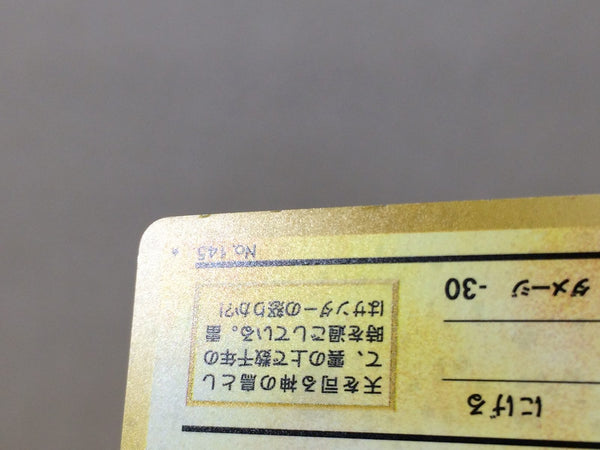 にげる
ダメージ -30
天を司る神の鳥とし
て、雲の上で数千年の
時を過ごしている。雷
はサンダーの怒りか?!
No. 145 ★